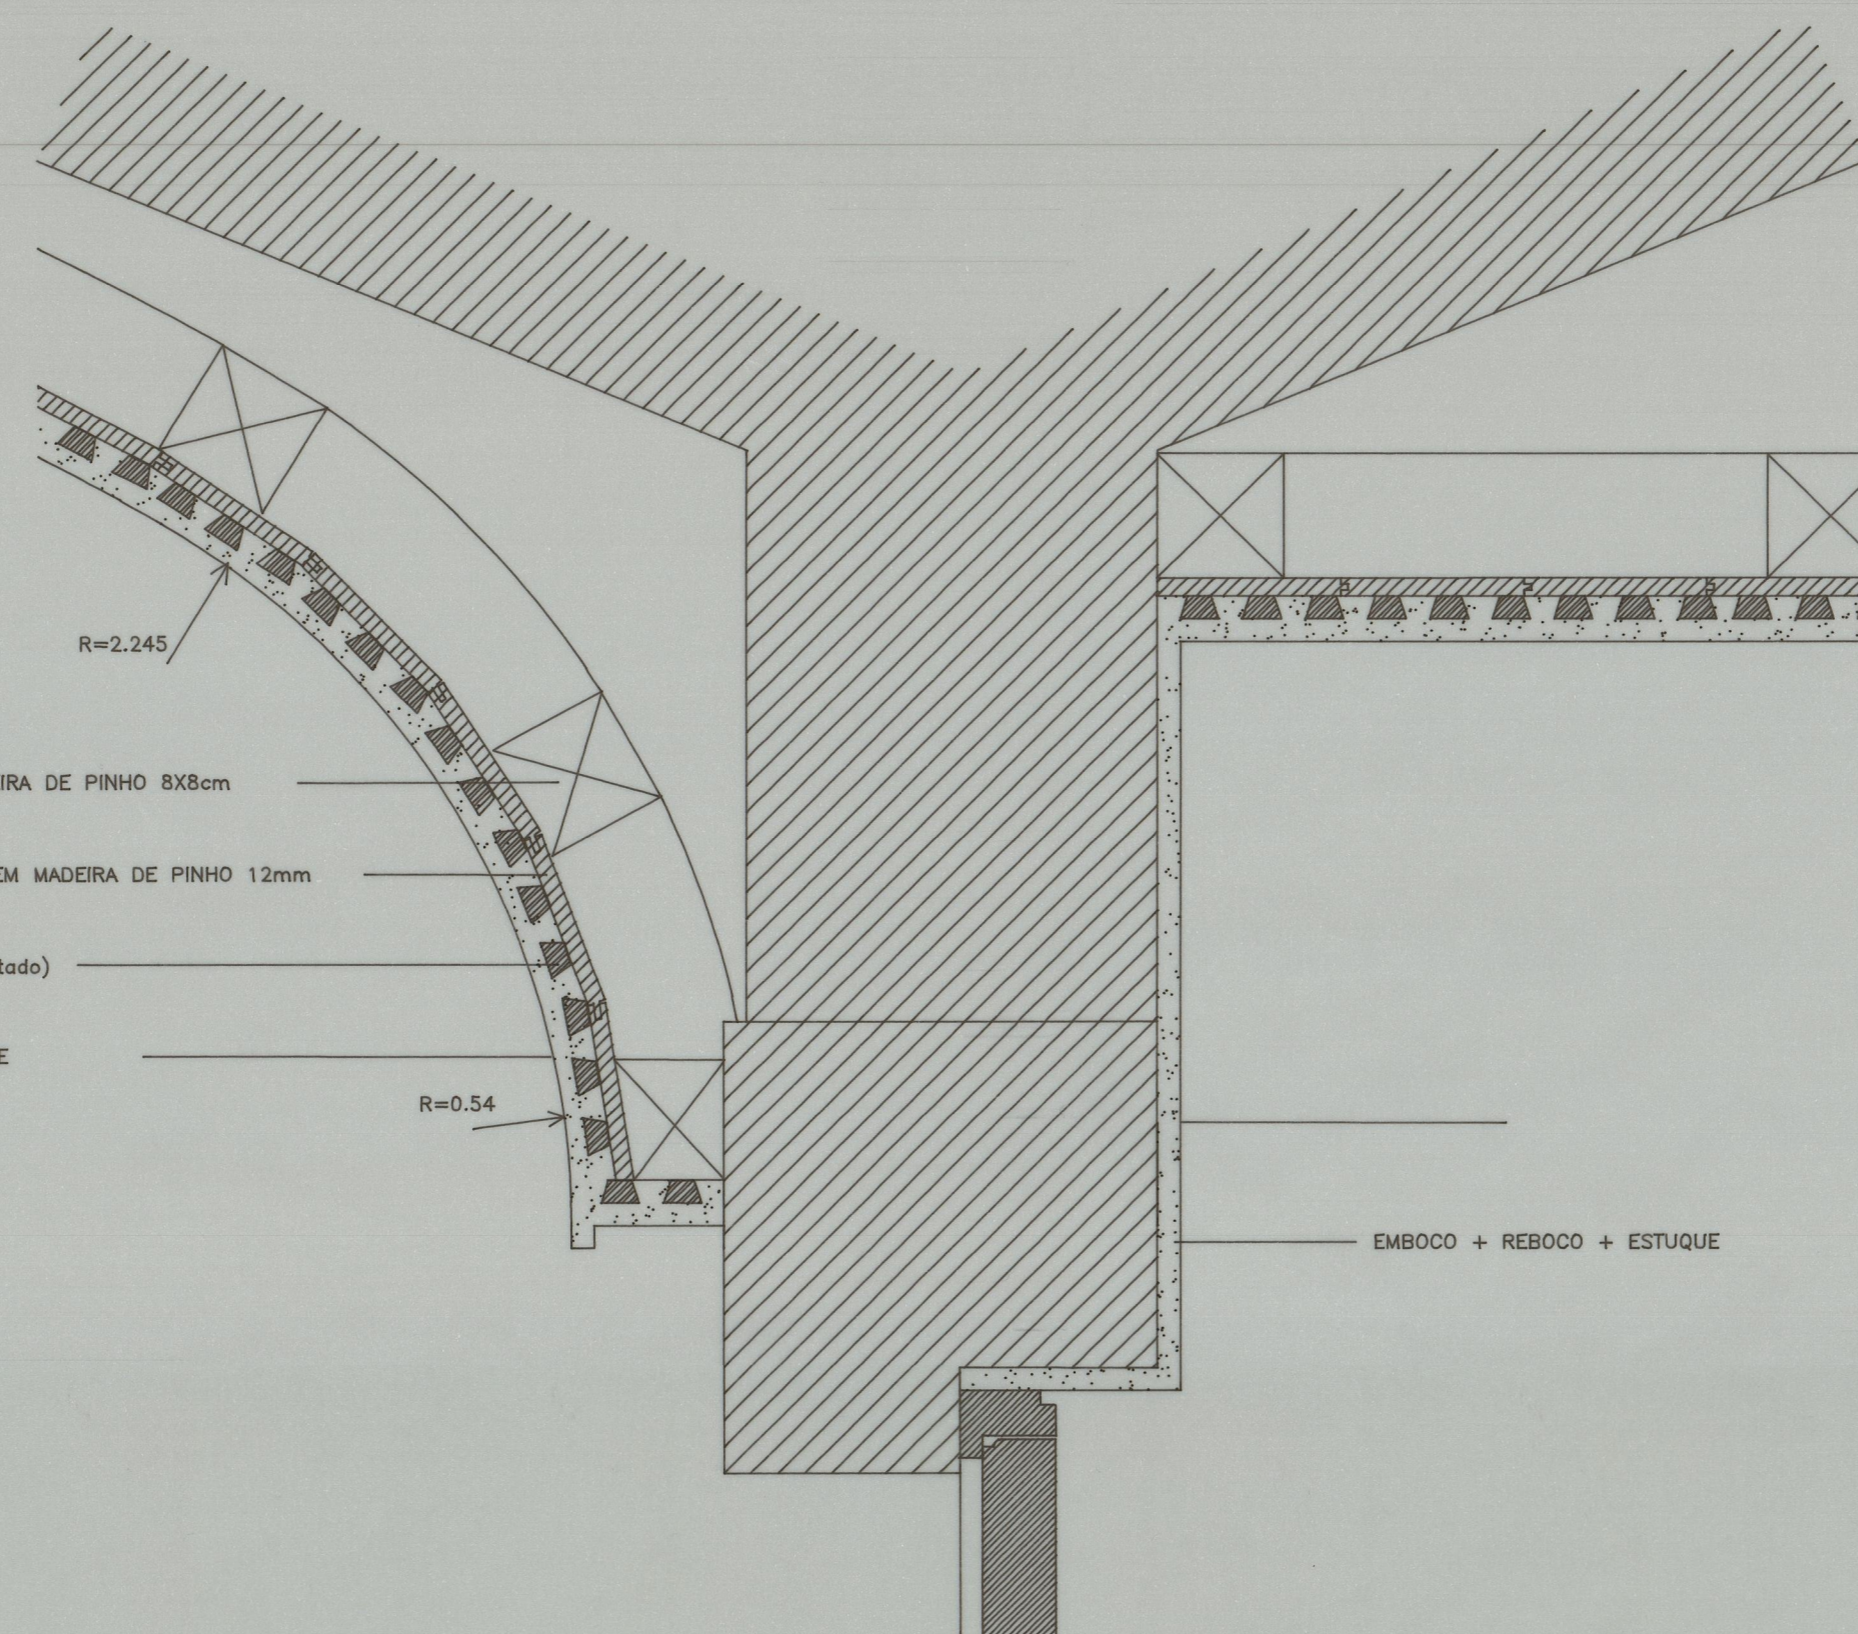 R=2.245
IRA DE PINHO 8X8cm
EM MADEIRA DE PINHO 12mm
tado)
E
R=0.54
EMBOCO + REBOCO + ESTUQUE